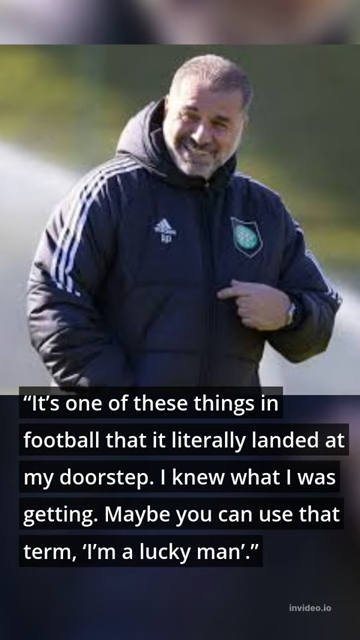 adidas
“It’s one of these things in
football that it literally landed at
my doorstep. I knew what I was
getting. Maybe you can use that
term, ‘I’m a lucky man’.”
invideo.io